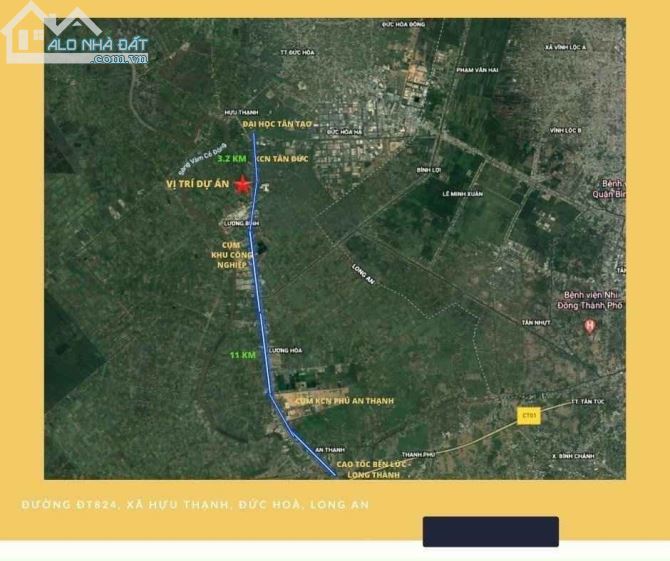 ALO NHÀ ĐẤT
.com.vn
ĐỨC HÒA ĐÔNG
TT.ĐỨC HÒA
XÃ VĨNH LỘC A
PHẠM VĂN HAI
HỰU THẠNH
ĐẠI HỌC TÂN TẠO
ĐỨC HÒA HẠ
VĨNH LỘC B
Sông Vàm Cỏ Đông
3.2 KM
KCN TÂN ĐỨC
BÌNH LỢI
VỊ TRÍ DỰ ÁN
LÊ MINH XUÂN
Bệnh
Quận Bìn
LƯƠNG BÌNH
CỤM
KHU CÔNG
NGHIỆP
LONG AN
TÂN
Bệnh viện Nhi
Đồng Thành Phố
TÂN NHỰT
H
11 KM
LƯƠNG HÒA
CỤM KCN PHÚ AN THẠNH
TT. TÂN TÚC
CT01
AN THẠNH
THANH PHÚ
X. BÌNH CHÁNH
CAO TỐC BẾN LỨC -
LONG THÀNH
ĐƯỜNG ĐT824, XÃ HỰU THẠNH, ĐỨC HOÀ, LONG AN